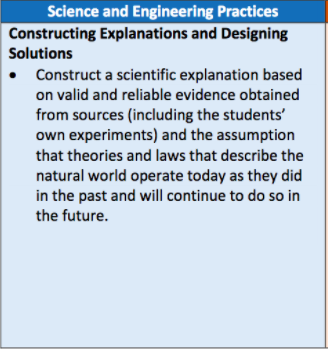 Science and Engineering Practices
Constructing Explanations and Designing
Solutions
• Construct a scientific explanation based
on valid and reliable evidence obtained
from sources (including the students'
own experiments) and the assumption
that theories and laws that describe the
natural world operate today as they did
in the past and will continue to do so in
the future.